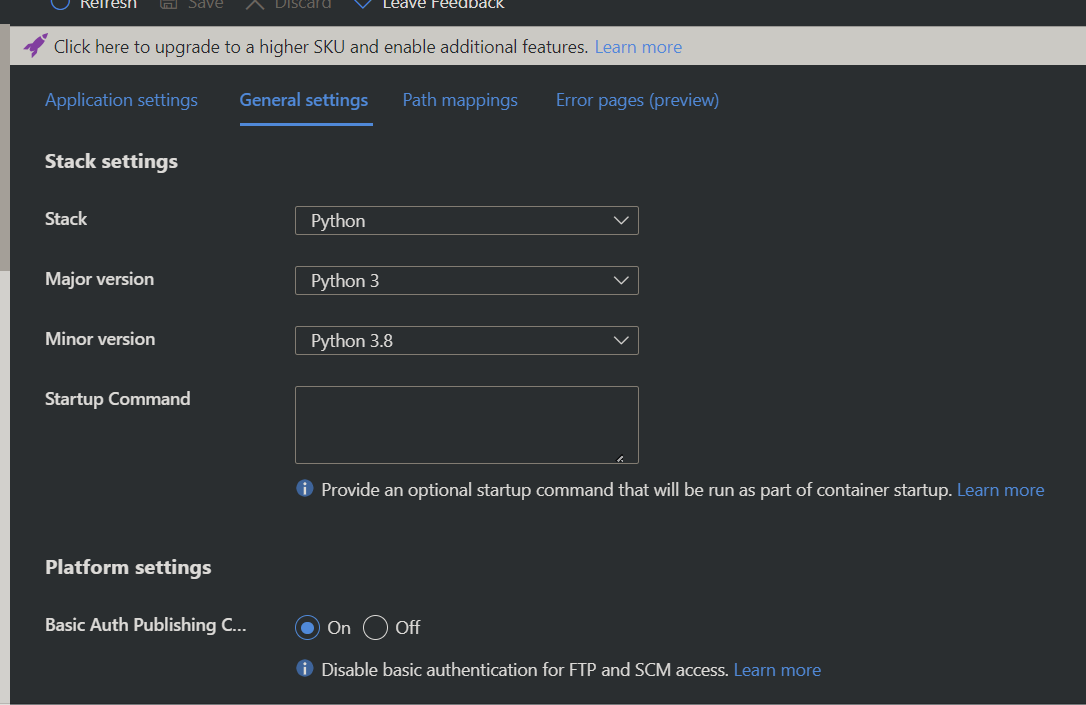 Refresh Save Discard Leave Feedback
Click here to upgrade to a higher SKU and enable additional features. Learn more
Application settings General settings Path mappings Error pages (preview)
Stack settings
Stack Python
Major version Python 3
Minor version Python 3.8
Startup Command
Provide an optional startup command that will be run as part of container startup. Learn more
Platform settings
Basic Auth Publishing C... On Off
Disable basic authentication for FTP and SCM access. Learn more